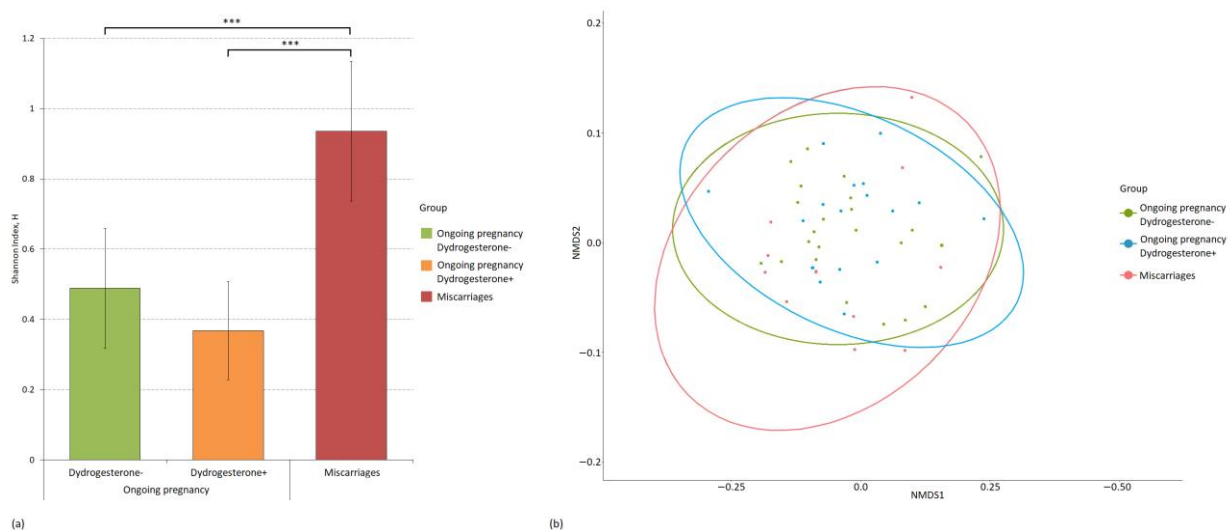 ***
***
1.2
1
0.8
0.6
0.4
0.2
0
Shannon Index, H
Dydrogesterone-
Dydrogesterone+
Miscarriages
Ongoing pregnancy
Group
Ongoing pregnancy
Dydrogesterone-
Ongoing pregnancy
Dydrogesterone+
Miscarriages
(a)
0.2
0.1
0.0
−0.1
−0.2
NMDS2
−0.25
0.0
0.25
−0.50
NMDS1
Group
Ongoing pregnancy
Dydrogesterone-
Ongoing pregnancy
Dydrogesterone+
Miscarriages
(b)